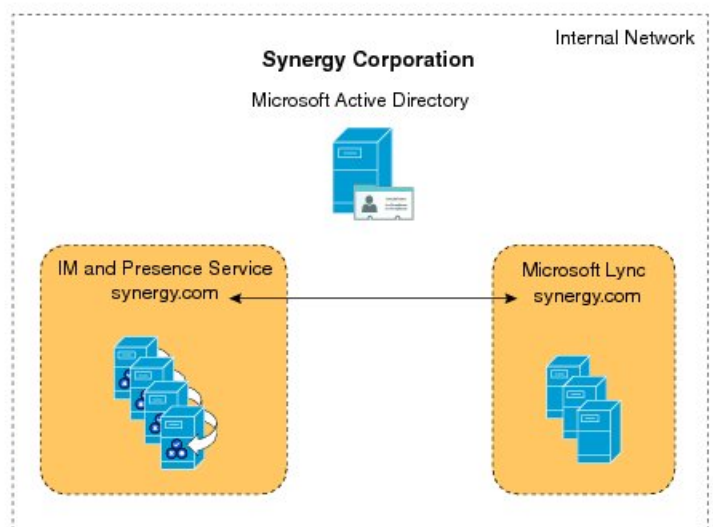 Internal Network
Synergy Corporation
Microsoft Active Directory
IM and Presence Service
synergy.com
Microsoft Lync
synergy.com